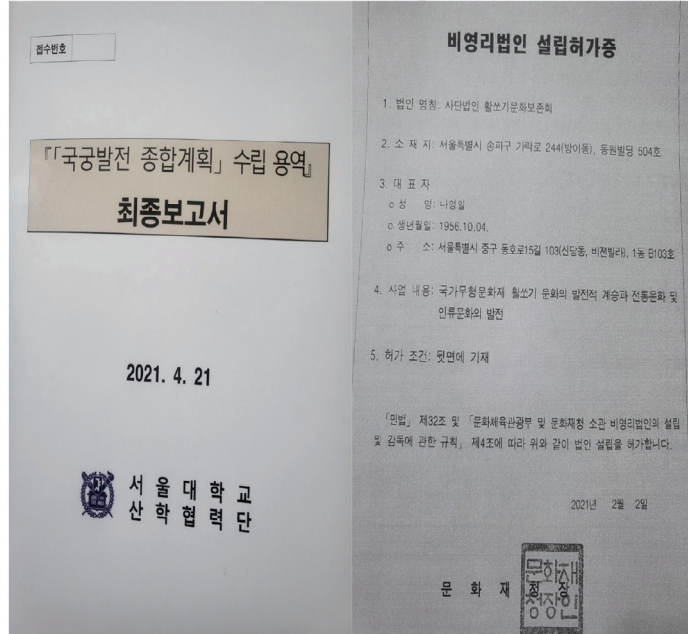 접수번호
『「국궁발전 종합계획」 수립 용역』
최종보고서
2021. 4. 21
서울대학교
산학협력단
비영리법인 설립허가증
1. 법인 명칭: 사단법인 활쏘기문화보존회
2. 소 재 지: 서울특별시 송파구 가락로 244(방이동), 동원빌딩 504호
3. 대 표 자
o 성 명: 나영일
o 생년월일: 1956.10.04.
o 주 소: 서울특별시 중구 동호로15길 103(신당동, 비젼빌라), 1동 B103호
4. 사업 내용: 국가무형문화재 활쏘기 문화의 발전적 계승과 전통문화 및
인류문화의 발전
5. 허가 조건: 뒷면에 기재
「민법」 제32조 및 「문화체육관광부 및 문화재청 소관 비영리법인의 설립
및 감독에 관한 규칙」 제4조에 따라 위와 같이 법인 설립을 허가합니다.
2021년 2월 2일
문 화 재 청 장
문화재
청장인